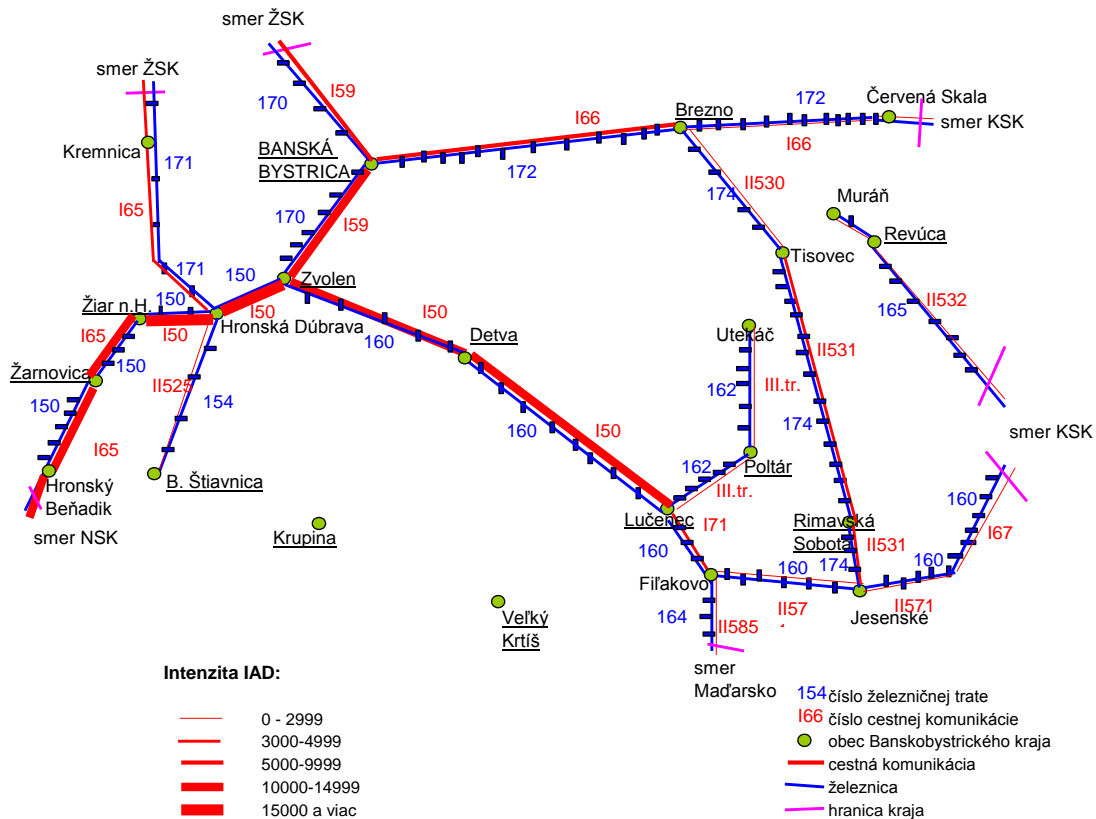 smer ŽSK
smer ŽSK
I59
170
Brezno
172
Červená Skala
smer KSK
I66
I66
172
Kremnica
171
I65
BANSKÁ
BYSTRICA
II530
174
Muráň
Revúca
170
I59
Tisovec
171
150
150
Zvolen
II532
165
Žiar n.H.
I50
I50
Hronská Dúbrava
I50
160
Detva
Utekáč
II531
I65
150
Žarnovica
II525
154
162
III.tr.
150
I65
160
I50
174
smer KSK
162
III.tr.
Poltár
Hronský
Beňadik
B. Štiavnica
smer NSK
Krupina
Lučenec
I71
160
Rimavská
Sobota
II531
174
160
I67
160
Fiľakovo
160
II57
II571
Jesenské
164
II585
Veľký
Krtíš
smer
Maďarsko
Intenzita IAD:
0 - 2999
3000-4999
5000-9999
10000-14999
15000 a viac
154 číslo železničnej trate
I66 číslo cestnej komunikácie
obec Banskobystrického kraja
cestná komunikácia
železnica
hranica kraja